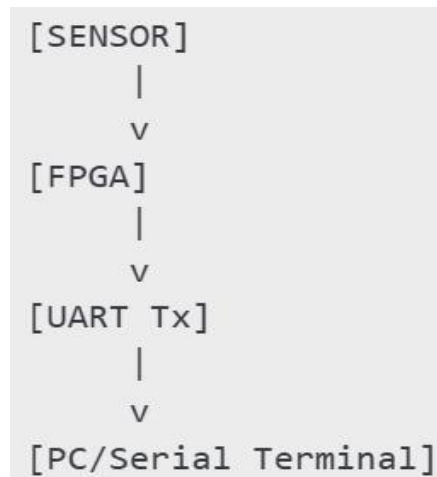 [SENSOR]
|
v
[FPGA]
|
v
[UART Tx]
|
v
[PC/Serial Terminal]